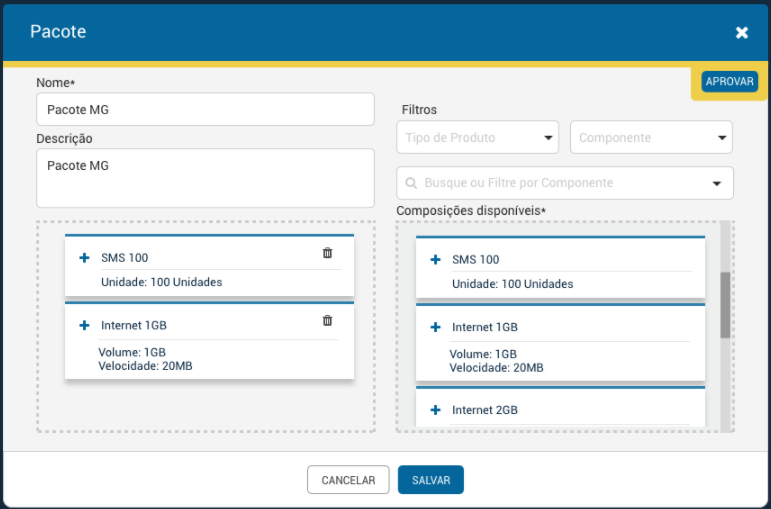 Pacote
APROVAR
Nome*
Pacote MG
Descrição
Pacote MG
Filtros
Tipo de Produto
Componente
Busque ou Filtre por Componente
Composições disponíveis*
SMS 100
Unidade: 100 Unidades
Internet 1GB
Volume: 1GB
Velocidade: 20MB
SMS 100
Unidade: 100 Unidades
Internet 1GB
Volume: 1GB
Velocidade: 20MB
Internet 2GB
CANCELAR
SALVAR